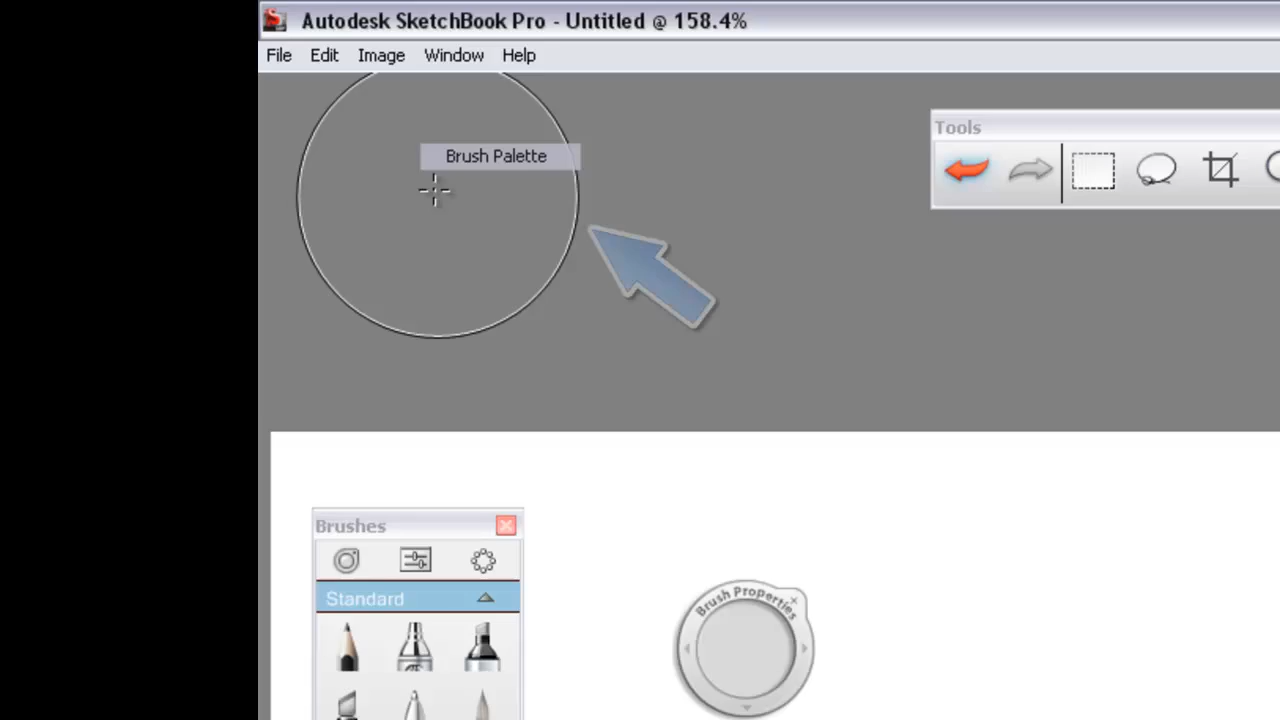 Autodesk SketchBook Pro - Untitled @ 158.4%
File Edit Image Window Help
Tools
Brush Palette
Brushes
Standard
Brush Properties